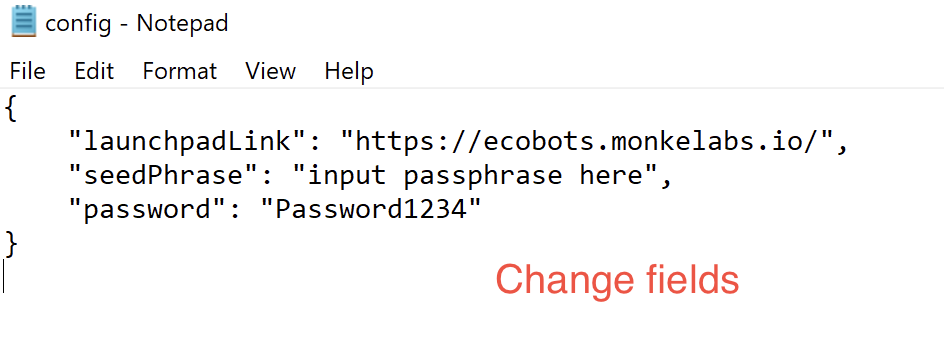 config - Notepad
File Edit Format View Help
{
"launchpadLink": "https://ecobots.monkelabs.io/",
"seedPhrase": "input passphrase here",
"password": "Password1234"
}
Change fields